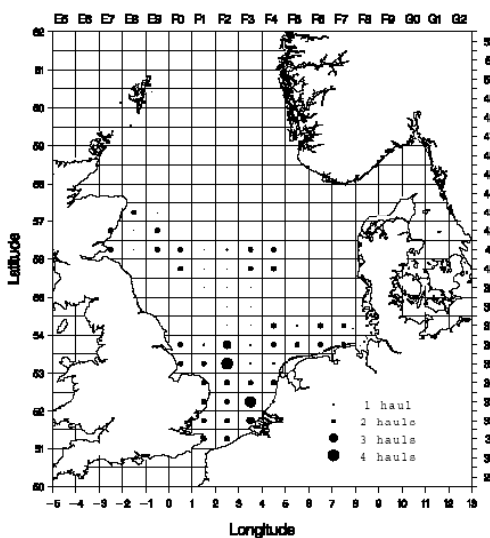 E5 E6 E7 E8 E9 F0 F1 F2 F3 F4 F5 F6 F7 F8 F9 G0 G1 G2
62
61
60
59
58
57
56
55
54
53
52
51
50
Latitude
1 haul
2 hauls
3 hauls
4 hauls
-5 -4 -3 -2 -1 0 1 2 3 4 5 6 7 8 9 10 11 12 13
Longitude